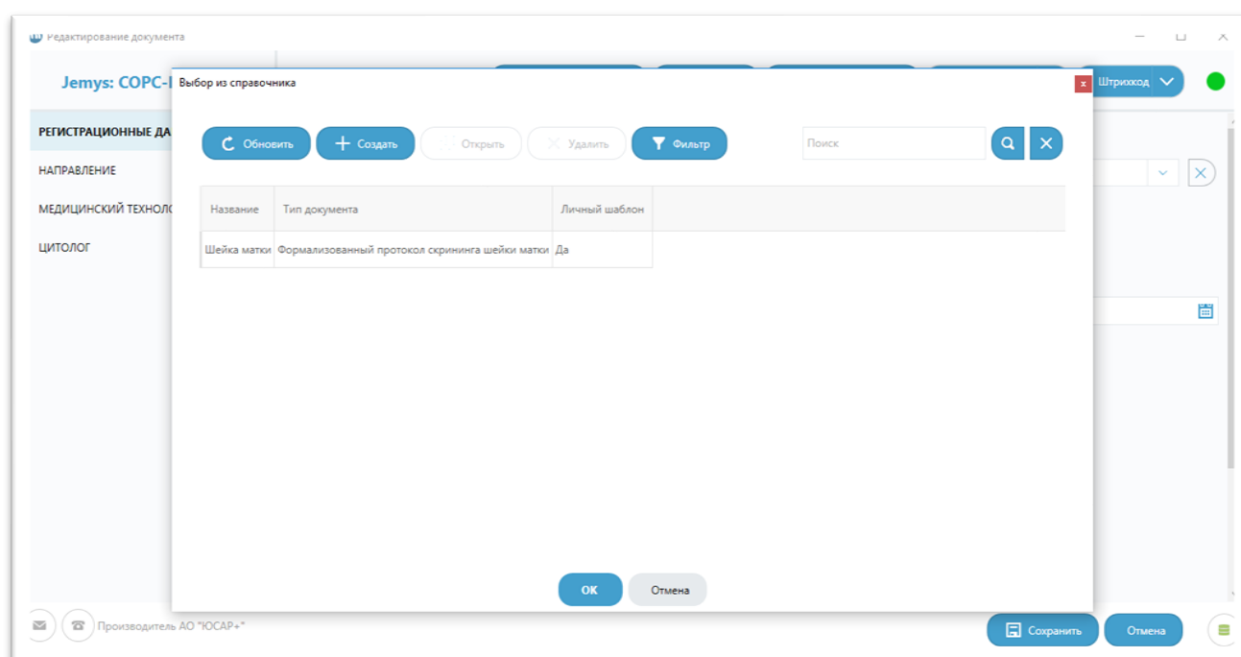 Редактирование документа
Jemys: СОРС-
Выбор из справочника
Штрихкод
РЕГИСТРАЦИОННЫЕ ДА
НАПРАВЛЕНИЕ
МЕДИЦИНСКИЙ ТЕХНОЛО
ЦИТОЛОГ
Обновить Создать Открыть Удалить Фильтр Поиск
Название Тип документа Личный шаблон
Шейка матки Формализованный протокол скрининга шейки матки Да
ОК Отмена
Производитель АО "ЮСАР+"
Сохранить Отмена